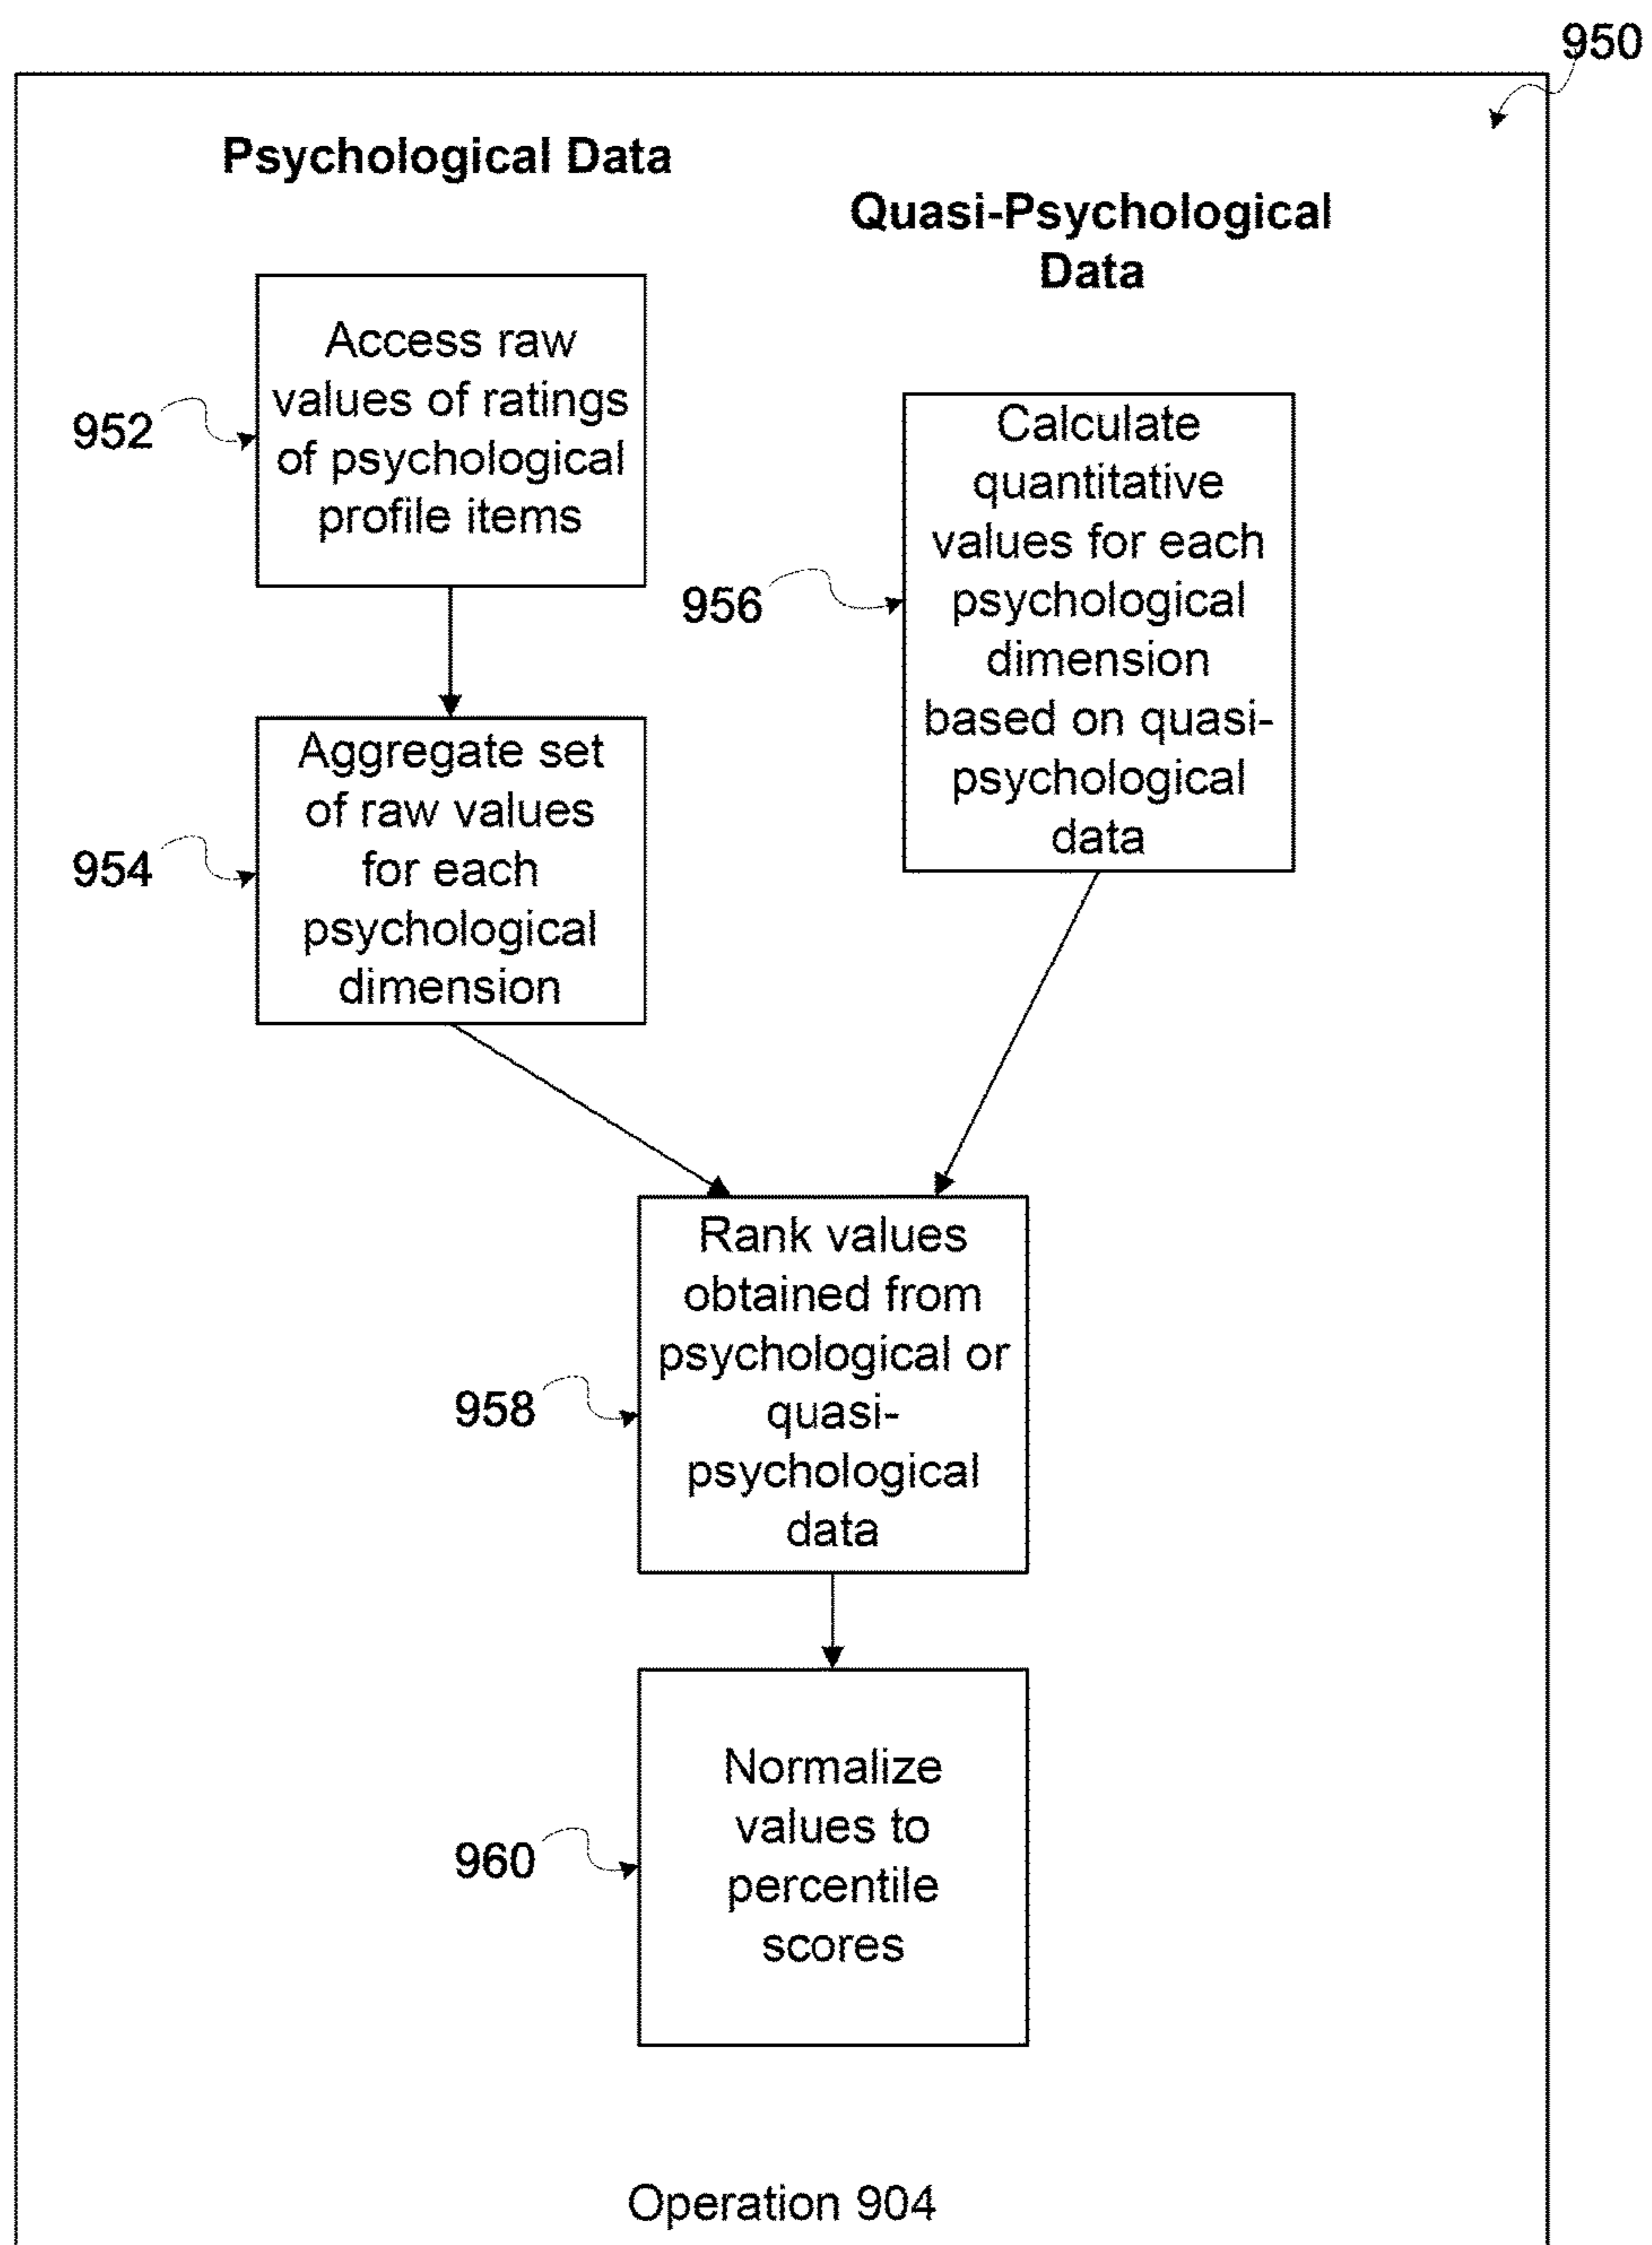 950
Psychological Data
Quasi-Psychological
Data
952
Access raw
values of ratings
of psychological
profile items
956
Calculate
quantitative
values for each
psychological
dimension
based on quasi-
psychological
data
954
Aggregate set
of raw values
for each
psychological
dimension
958
Rank values
obtained from
psychological or
quasi-
psychological
data
960
Normalize
values to
percentile
scores
Operation 904